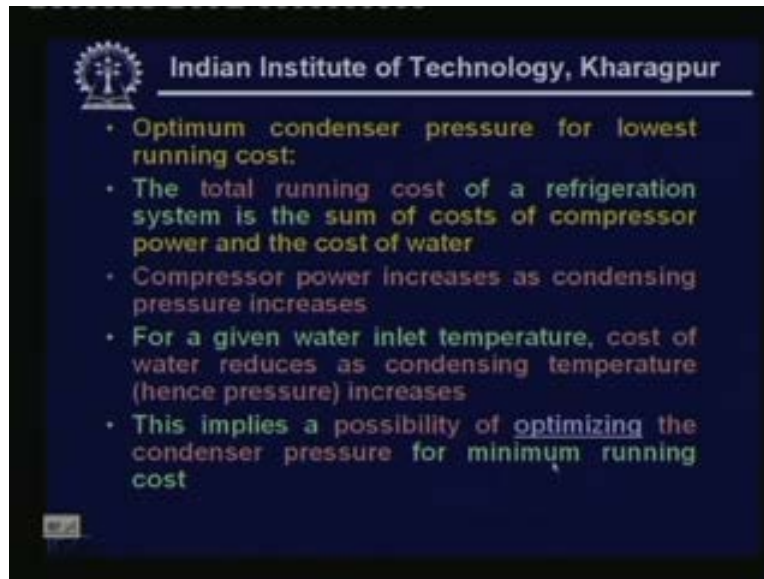 Indian Institute of Technology, Kharagpur
• Optimum condenser pressure for lowest
running cost:
• The total running cost of a refrigeration
system is the sum of costs of compressor
power and the cost of water
• Compressor power increases as condensing
pressure increases
• For a given water inlet temperature, cost of
water reduces as condensing temperature
(hence pressure) increases
• This implies a possibility of optimizing the
condenser pressure for minimum running
cost